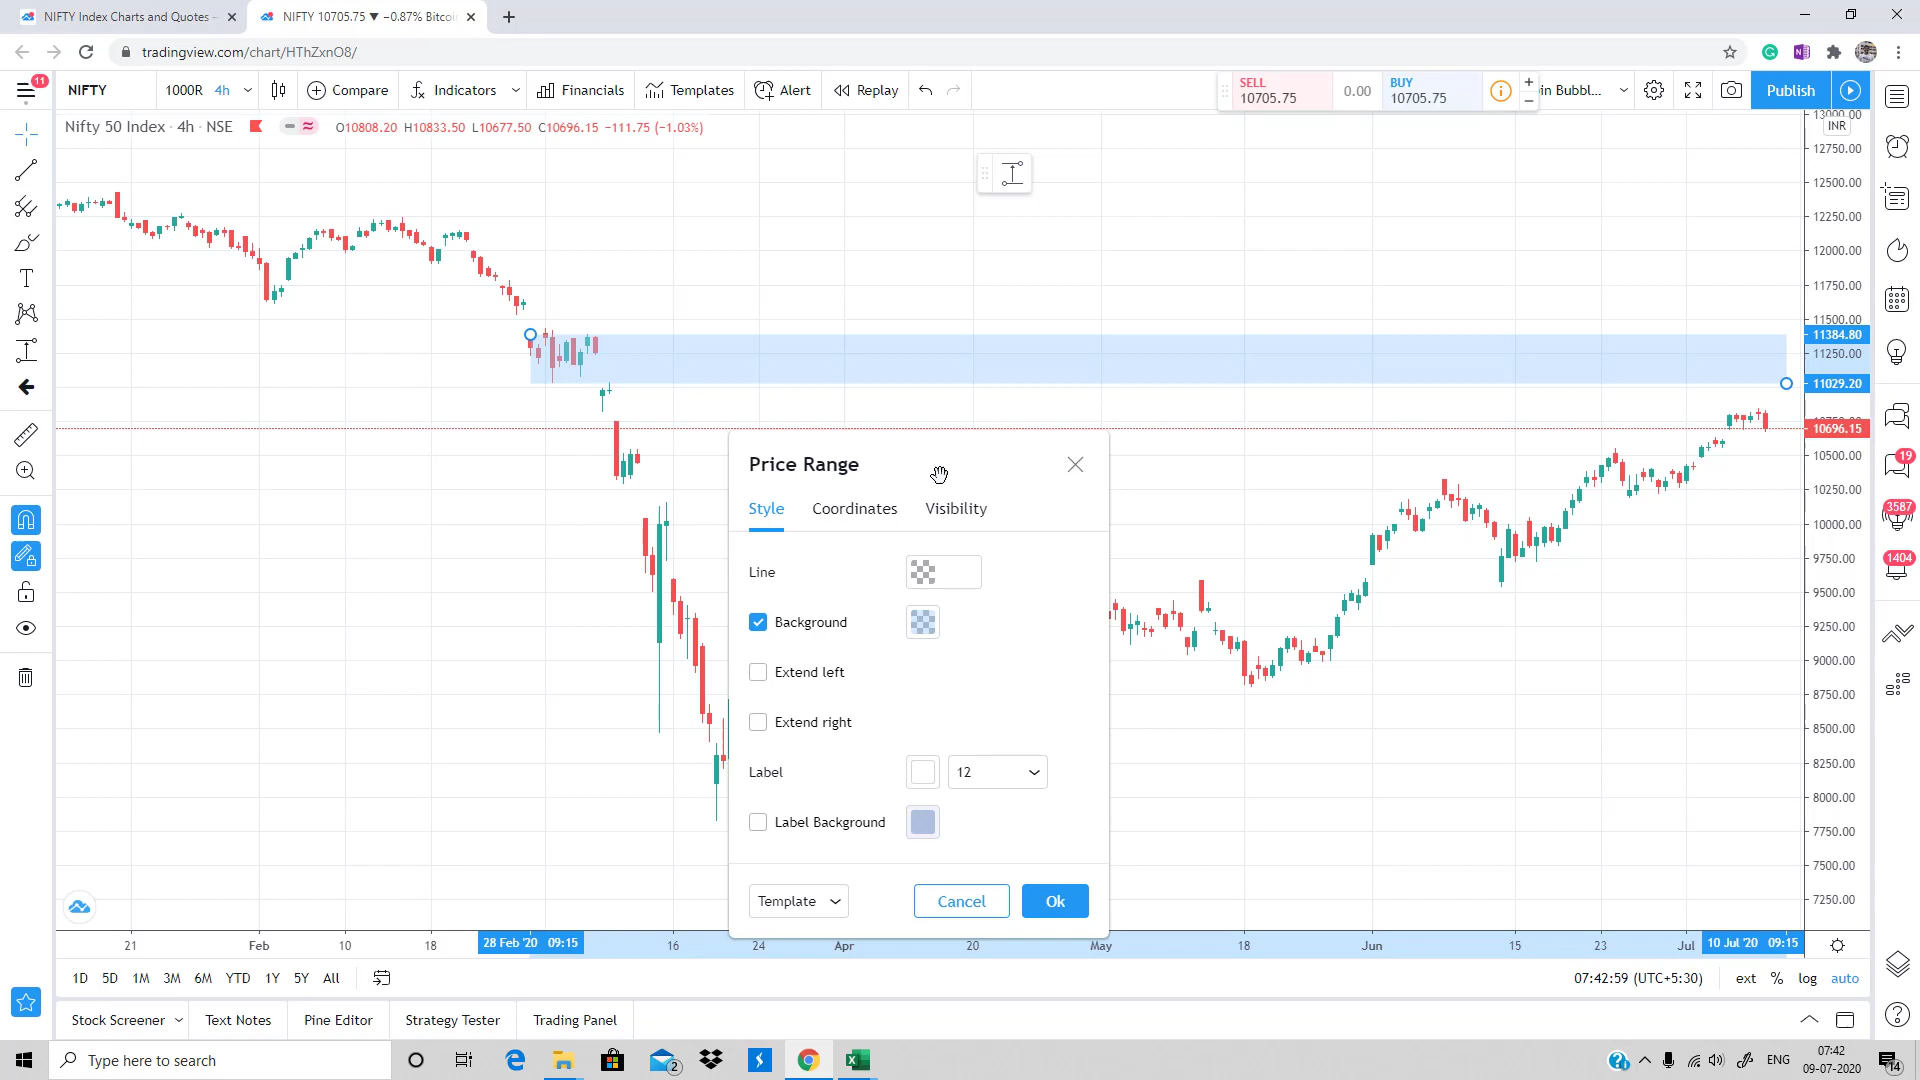 NIFTY Index Charts and Quotes –
NIFTY 10705.75 ▼ −0.87% Bitcoi
tradingview.com/chart/HThZxnO8/
11
NIFTY
1000R 4h
Compare
Indicators
Financials
Templates
Alert
Replay
SELL
10705.75
0.00
BUY
10705.75
in Bubbl...
Publish
Nifty 50 Index · 4h · NSE
O10808.20 H10833.50 L10677.50 C10696.15 −111.75 (−1.03%)
13000.00
INR
12750.00
12500.00
12250.00
12000.00
11750.00
11500.00
11384.80
11250.00
11029.20
10696.15
10500.00
10250.00
10000.00
9750.00
9500.00
9250.00
9000.00
8750.00
8500.00
8250.00
8000.00
7750.00
7500.00
7250.00
19
3587
1404
Price Range
Style Coordinates Visibility
Line
Background
Extend left
Extend right
Label 12
Label Background
Template Cancel Ok
21 Feb 10 18 28 Feb '20 09:15 16 24 Apr 20 May 18 Jun 15 23 Jul 10 Jul '20 09:15
1D 5D 1M 3M 6M YTD 1Y 5Y All
07:42:59 (UTC+5:30) ext % log auto
Stock Screener Text Notes Pine Editor Strategy Tester Trading Panel
Type here to search
2
ENG
07:42
09-07-2020
14